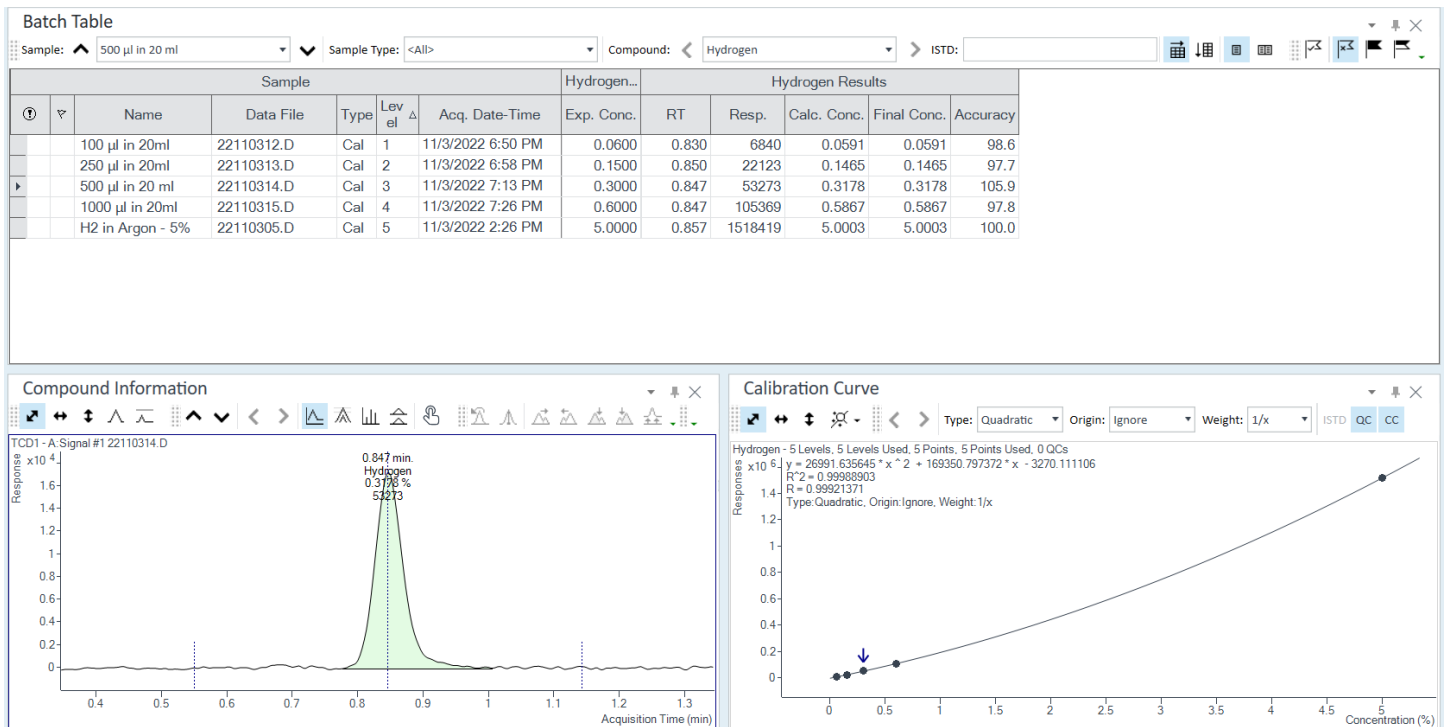 Batch Table
Sample: 500 µl in 20 ml Sample Type: <All> Compound: Hydrogen ISTD:
Sample Hydrogen... Hydrogen Results
Name Data File Type Lev el Acq. Date-Time Exp. Conc. RT Resp. Calc. Conc. Final Conc. Accuracy
100 µl in 20ml 22110312.D Cal 1 11/3/2022 6:50 PM 0.0600 0.830 6840 0.0591 0.0591 98.6
250 µl in 20ml 22110313.D Cal 2 11/3/2022 6:58 PM 0.1500 0.850 22123 0.1465 0.1465 97.7
500 µl in 20 ml 22110314.D Cal 3 11/3/2022 7:13 PM 0.3000 0.847 53273 0.3178 0.3178 105.9
1000 µl in 20ml 22110315.D Cal 4 11/3/2022 7:26 PM 0.6000 0.847 105369 0.5867 0.5867 97.8
H2 in Argon - 5% 22110305.D Cal 5 11/3/2022 2:26 PM 5.0000 0.857 1518419 5.0003 5.0003 100.0
Compound Information
TCD1 - A:Signal #1 22110314.D
Response
x10 4
0.847 min.
Hydrogen
0.3178 %
53273
1.6
1.4
1.2
1
0.8
0.6
0.4
0.2
0
0.4 0.5 0.6 0.7 0.8 0.9 1 1.1 1.2 1.3
Acquisition Time (min)
Calibration Curve
Type: Quadratic Origin: Ignore Weight: 1/x ISTD QC CC
Hydrogen - 5 Levels, 5 Levels Used, 5 Points, 5 Points Used, 0 QCs
Responses
x10 6
y = 26991.635645 * x ^ 2 + 169350.797372 * x - 3270.111106
R^2 = 0.99988903
R = 0.99921371
Type:Quadratic, Origin:Ignore, Weight:1/x
1.4
1.2
1
0.8
0.6
0.4
0.2
0
0 0.5 1 1.5 2 2.5 3 3.5 4 4.5 5
Concentration (%)